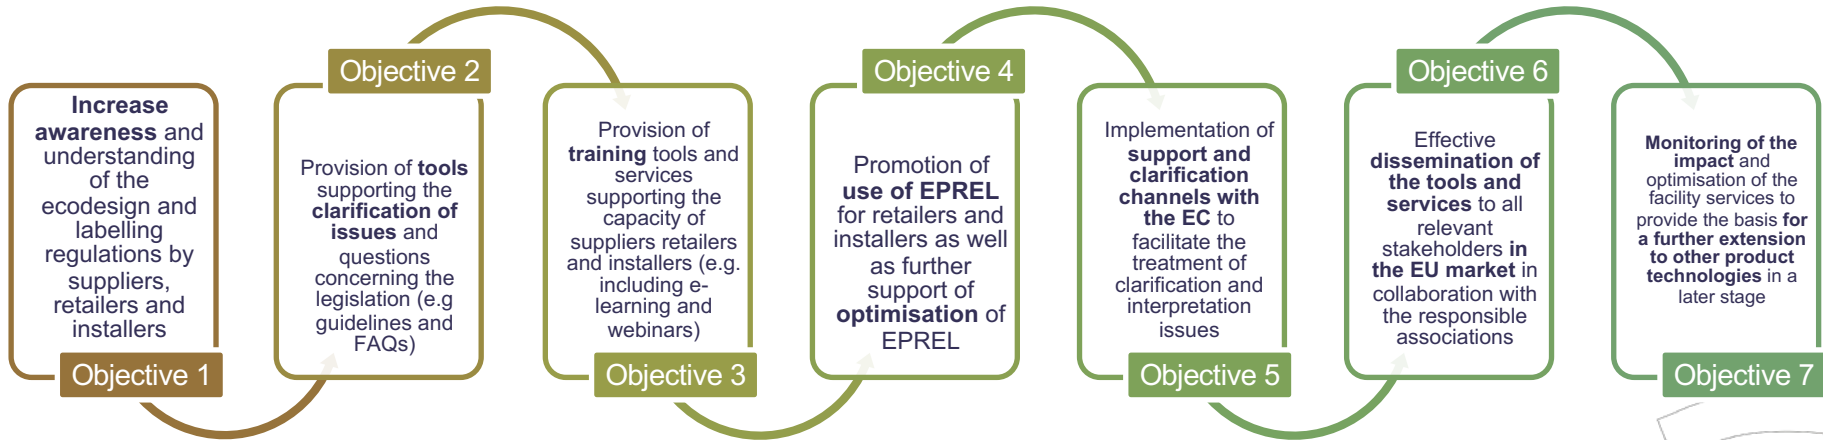 Increase
awareness and
understanding
of the
ecodesign and
labelling
regulations by
suppliers,
retailers and
installers
Objective 1
Objective 2
Provision of tools
supporting the
clarification of
issues and
questions
concerning the
legislation (e.g
guidelines and
FAQs)
Provision of
training tools and
services
supporting the
capacity of
suppliers retailers
and installers (e.g.
including e-
learning and
webinars)
Objective 3
Objective 4
Promotion of
use of EPREL
for retailers and
installers as well
as further
support of
optimisation of
EPREL
Implementation of
support and
clarification
channels with
the EC to
facilitate the
treatment of
clarification and
interpretation
issues
Objective 5
Objective 6
Effective
dissemination of
the tools and
services to all
relevant
stakeholders in
the EU market in
collaboration with
the responsible
associations
Monitoring of the
impact and
optimisation of the
facility services to
provide the basis for
a further extension
to other product
technologies in a
later stage
Objective 7